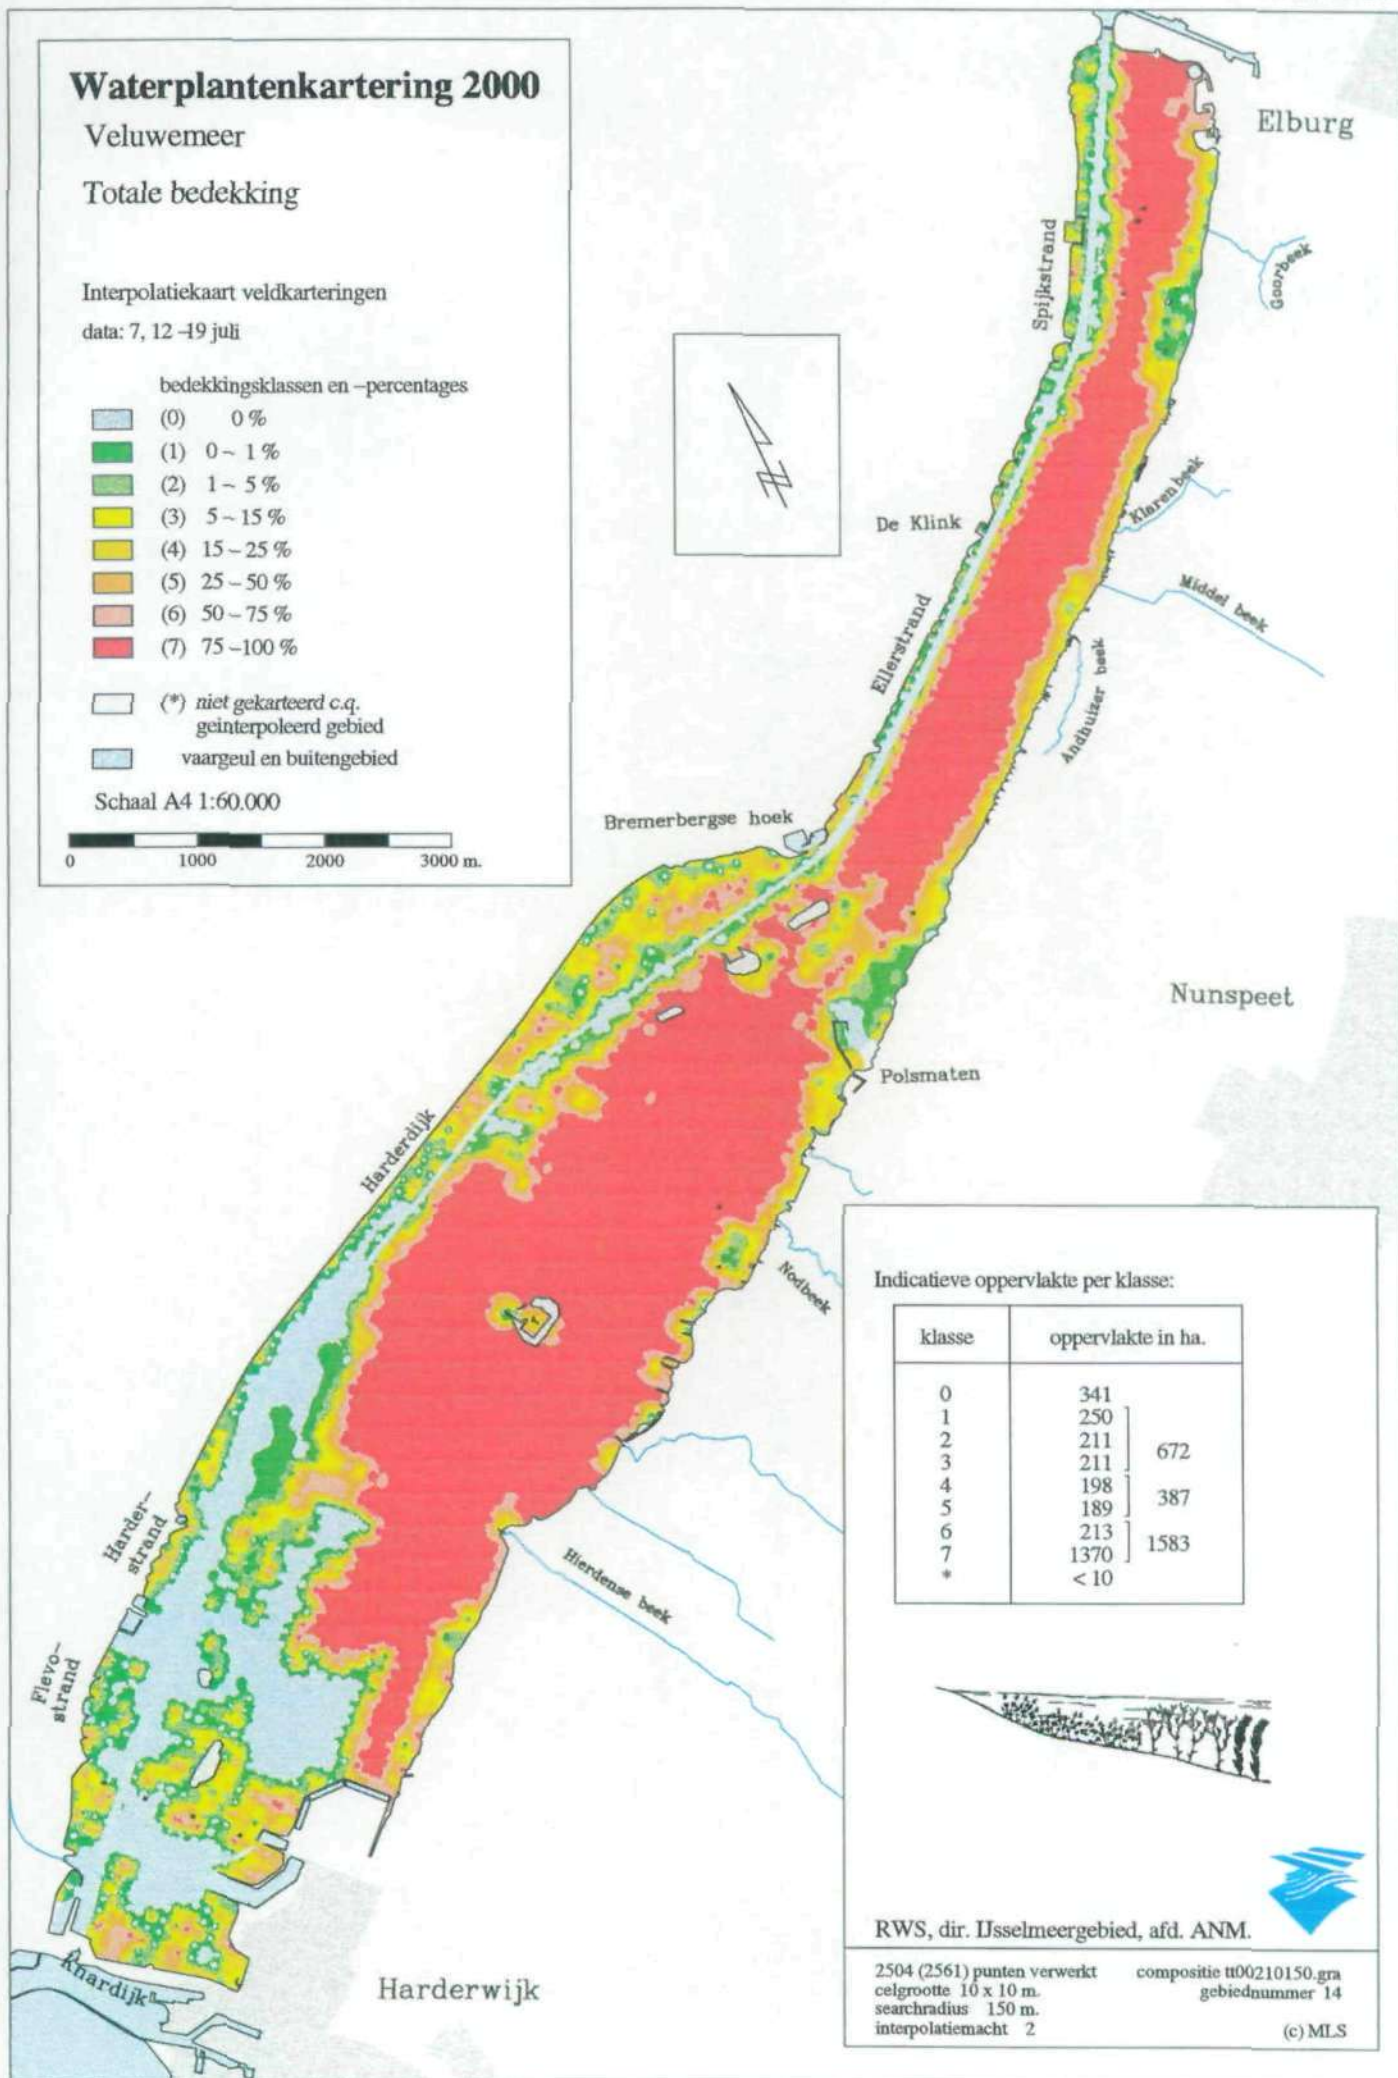 Waterplantenkartering 2000
Veluwemeer
Totale bedekking
Interpolatiekaart veldkarteringen
data: 7, 12 –19 juli
bedekkingsklassen en –percentages
(0) 0 %
(1) 0 ~ 1 %
(2) 1 ~ 5 %
(3) 5 ~ 15 %
(4) 15 – 25 %
(5) 25 – 50 %
(6) 50 – 75 %
(7) 75 –100 %
(*) niet gekarteerd c.q.
geinterpoleerd gebied
vaargeul en buitengebied
Schaal A4 1:60.000
0 1000 2000 3000 m.
Elburg
Spijkstrand
Goorbeek
De Klink
Klarenbeek
Middel beek
Ellerstrand
Andhuizer beek
Bremerbergse hoek
Nunspeet
Polsmaten
Harderdijk
Nodbeek
Harder–
strand
Hierdense beek
Flevo–
strand
Knardijk
Harderwijk
Indicatieve oppervlakte per klasse:
klasse oppervlakte in ha.
0 341
1 250
2 211 672
3 211
4 198 387
5 189
6 213 1583
7 1370
* < 10
RWS, dir. IJsselmeergebied, afd. ANM.
2504 (2561) punten verwerkt compositie tt00210150.gra
celgrootte 10 x 10 m. gebiednummer 14
searchradius 150 m.
interpolatiemacht 2 (c) MLS